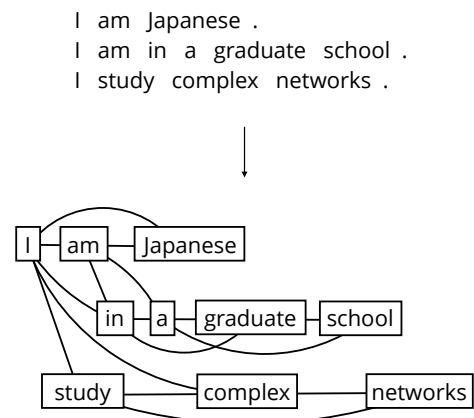 I am Japanese .
I am in a graduate school .
I study complex networks .
I am Japanese
in a graduate school
study complex networks